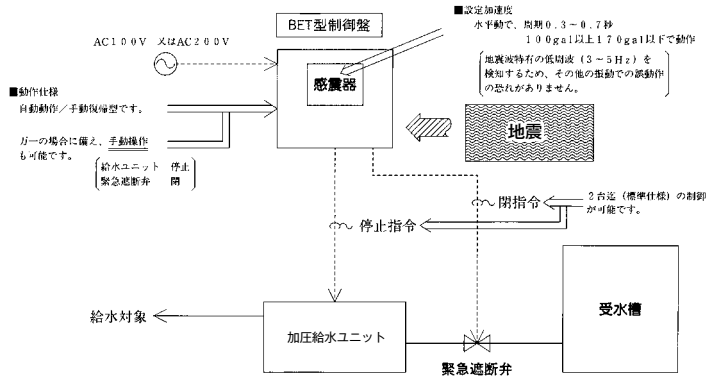 BET型制御盤
■設定加速度
水平動で、周期0.3~0.7秒
100gal以上170gal以下で動作
地震波特有の低周波(3~5Hz)を
検知するため、その他の振動での誤動作
の恐れがありません。
AC100V 又はAC200V
感震器
■動作仕様
自動動作/手動復帰型です。
万一の場合に備え、手動操作
も可能です。
給水ユニット 停止
緊急遮断弁 閉
地震
閉指令
2台迄(標準仕様)の制御
が可能です。
停止指令
給水対象
加圧給水ユニット
緊急遮断弁
受水槽